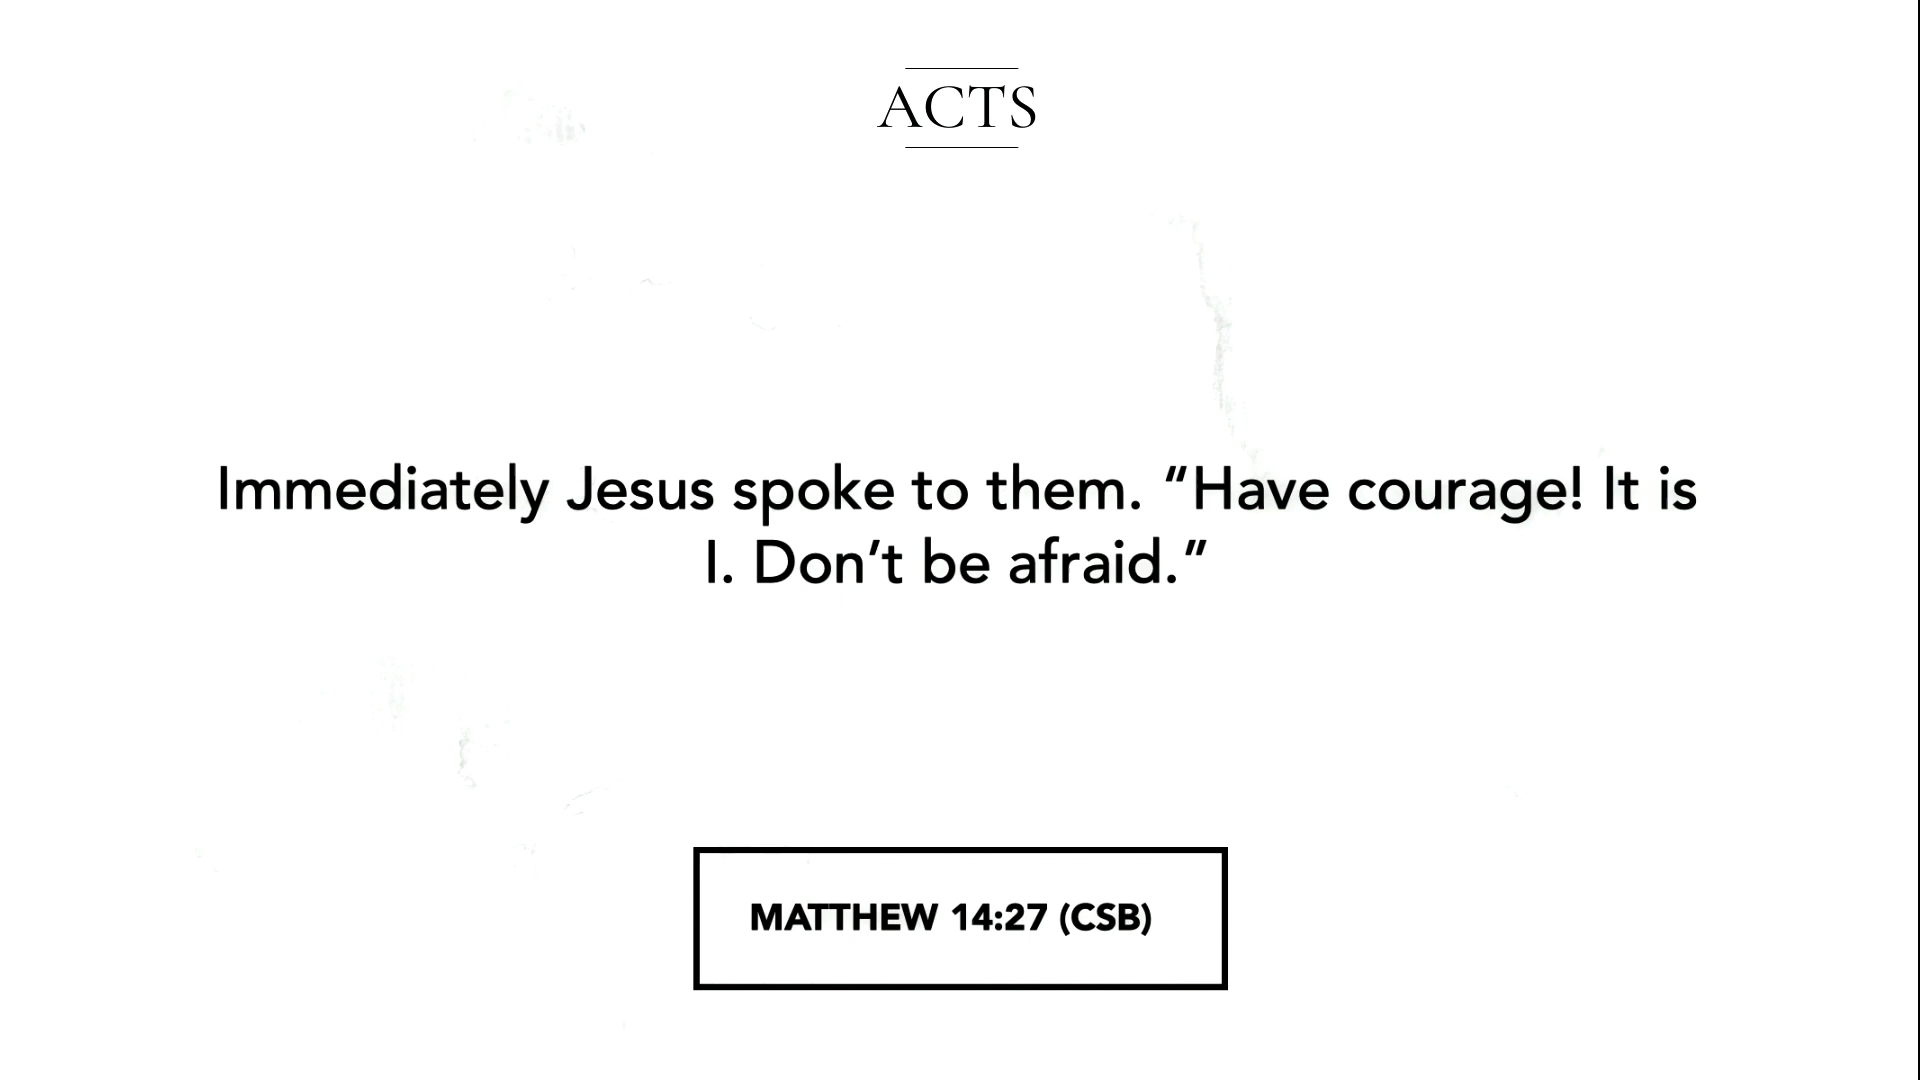 ACTS
Immediately Jesus spoke to them. “Have courage! It is
I. Don’t be afraid.”
MATTHEW 14:27 (CSB)